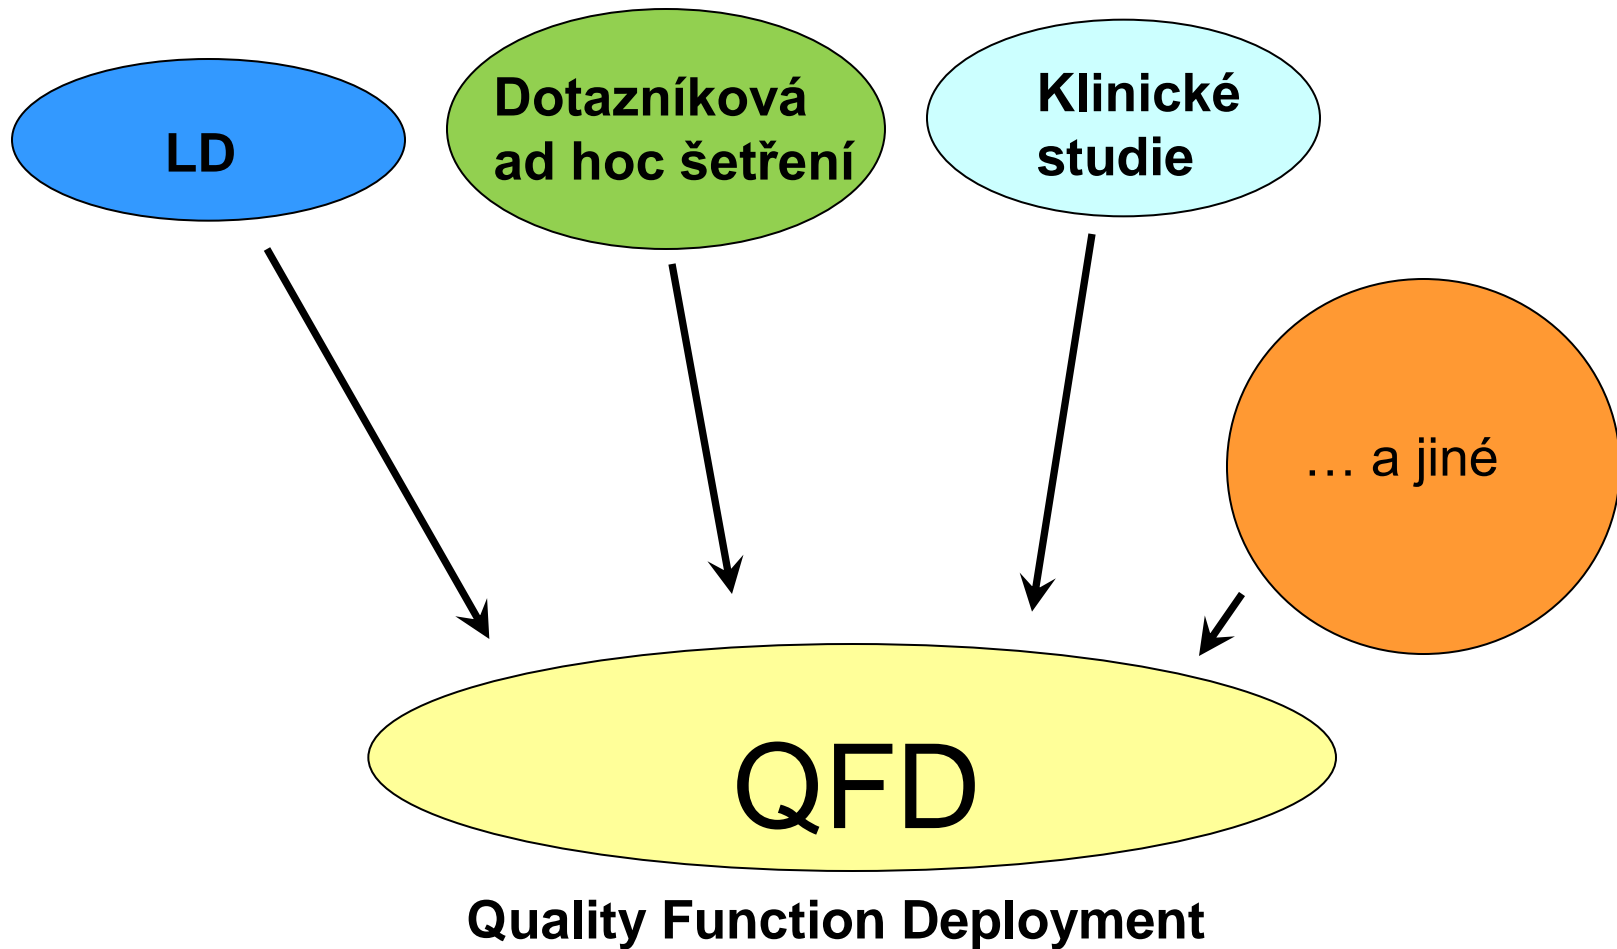 LD
Dotazníková
ad hoc šetření
Klinické
studie
… a jiné
QFD
Quality Function Deployment